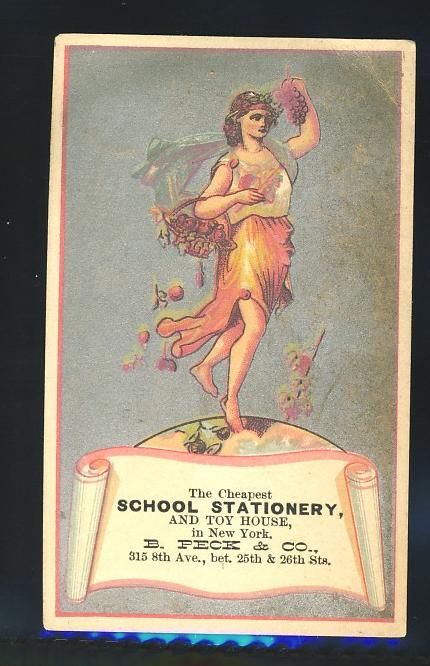 The Cheapest
SCHOOL STATIONERY,
AND TOY HOUSE,
in New York.
B. PECK & CO.,
315 8th Ave., bet. 25th & 26th Sts.